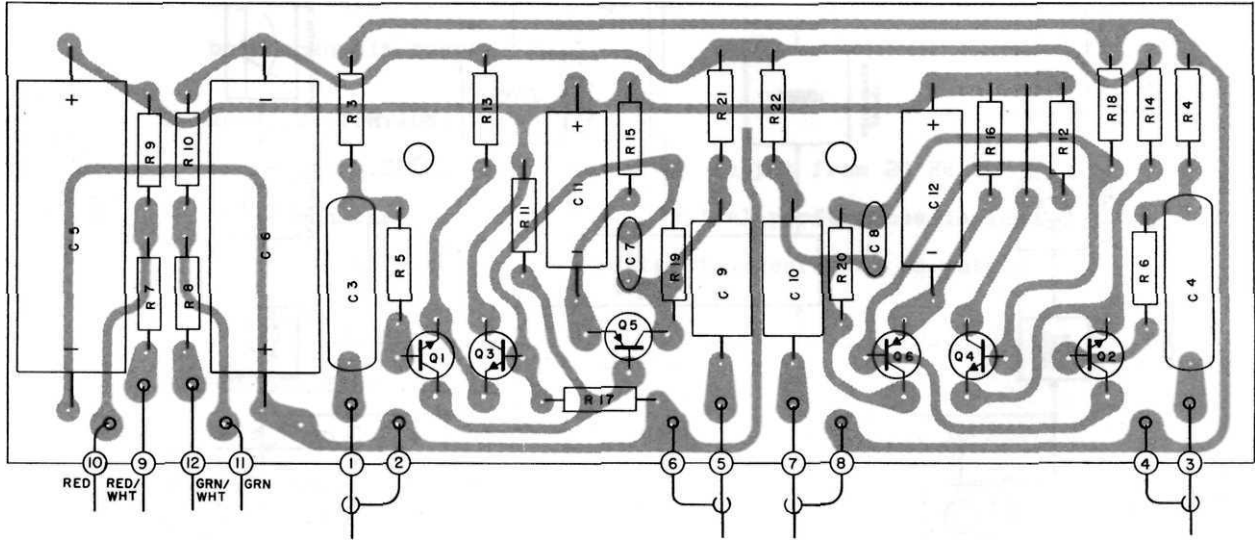 + − R3 R13 R21 R22 R18 R14 R4
R9 R10 + R15 + R16 R12
C5 C6 R11 C11 C7 C12
R7 R8 C3 R5 R19 C9 C10 R20 C8 R6 C4
− + Q1 Q3 − Q5 Q6 Q4 − Q2
R17
10 9 12 11 1 2 6 5 7 8 4 3
RED RED/ GRN/ GRN
WHT WHT